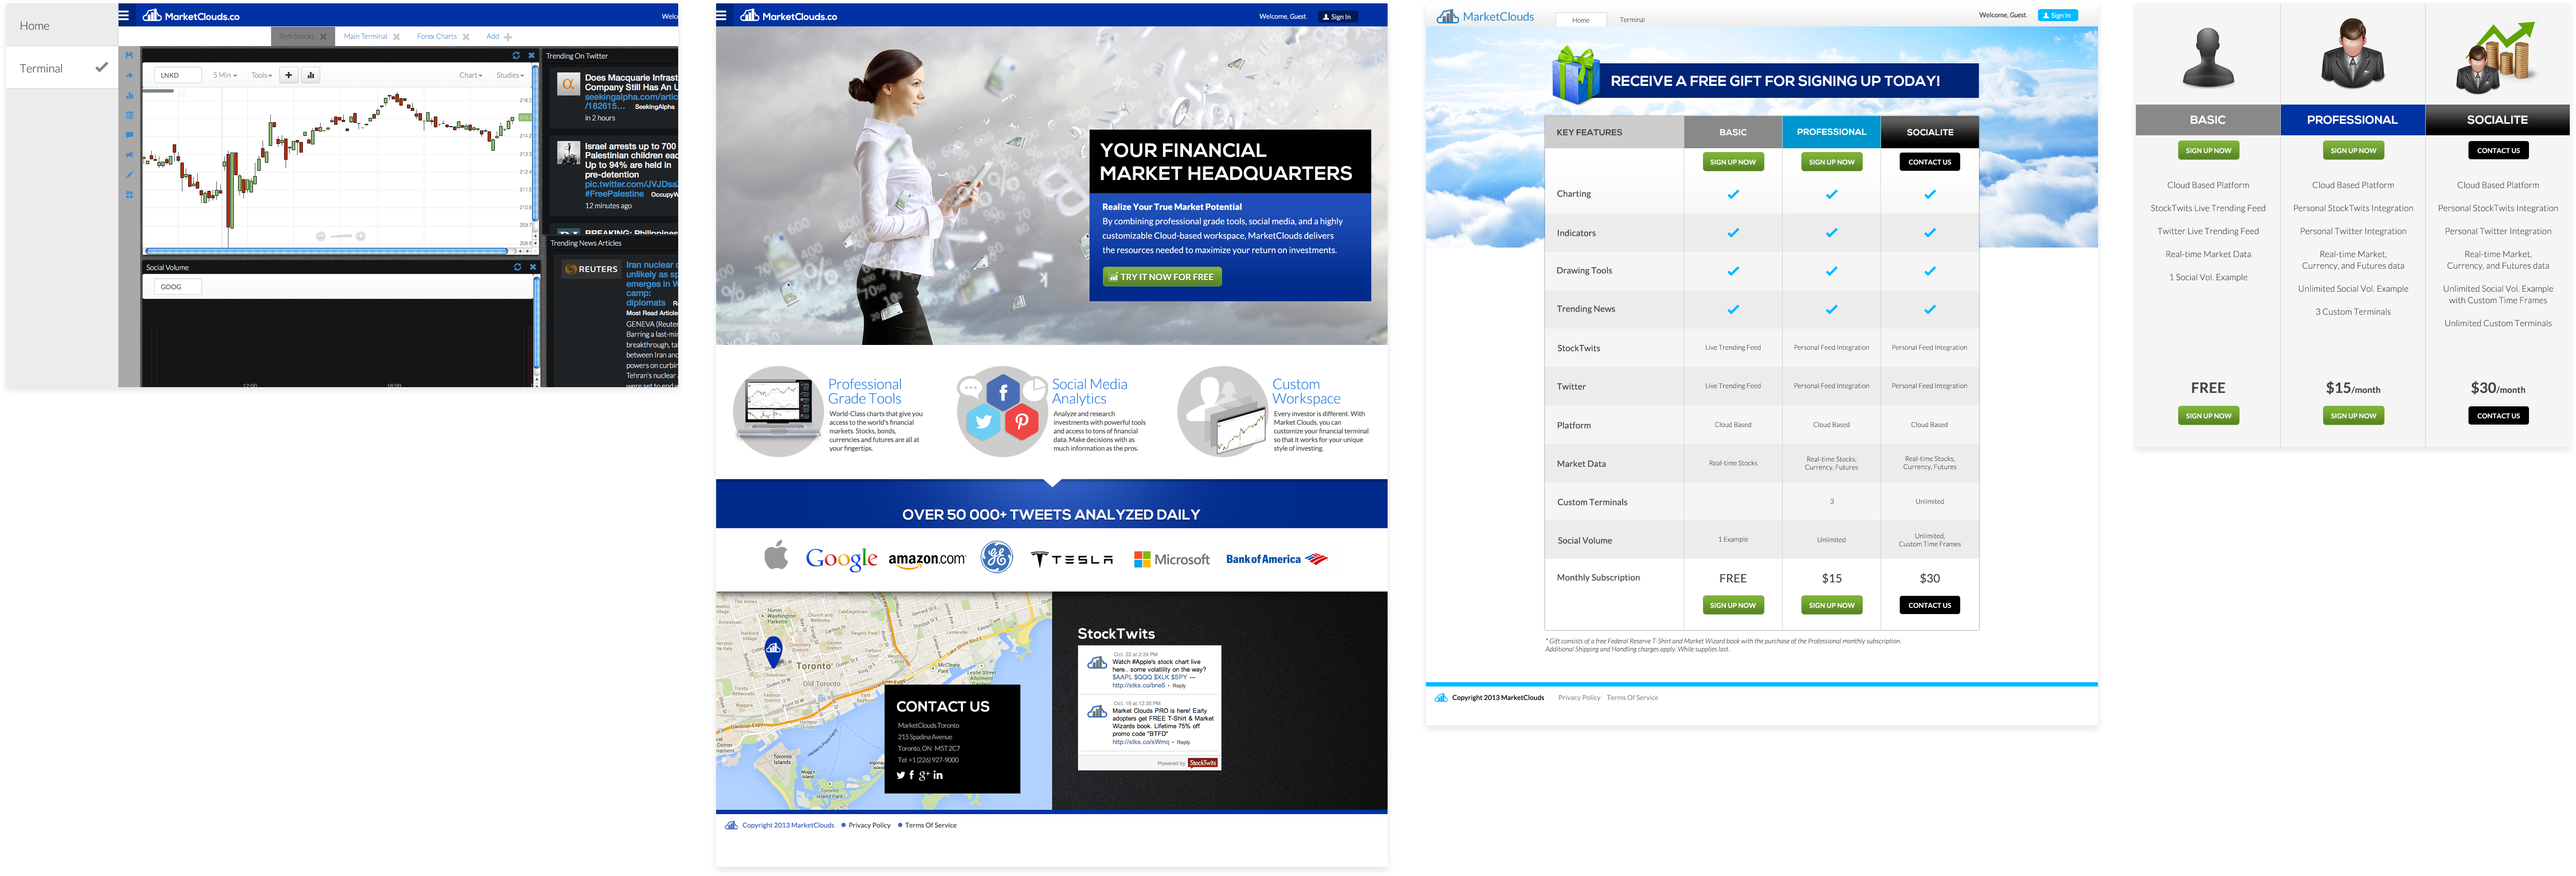 Home
Terminal
MarketClouds.co
Tech Stocks
Main Terminal
Forex Charts
Add
LNKD
5 Min
Tools
Chart
Studies
Social Volume
GOOG
12:00
Trending On Twitter
Does Macquarie Infrast
Company Still Has An U
seekingalpha.com/artic
/182615... SeekingAlpha
in 2 hours
Israel arrests up to 700
Palestinian children eac
Up to 94% are held in
pre-detention
pic.twitter.com/JVJDsa
#FreePalestine OccupyW
12 minutes ago
BREAKING: Philippines
Trending News Articles
REUTERS
Iran nuclear d
unlikely as sp
emerges in W
camp:
diplomats
Most Read Article
GENEVA (Reuter
Barring a last-min
breakthrough, tal
between Iran and
powers on curbin
Tehran's nuclear
were set to end w
MarketClouds.co
Welcome, Guest.
Sign In
YOUR FINANCIAL
MARKET HEADQUARTERS
Realize Your True Market Potential
By combining professional grade tools, social media, and a highly
customizable Cloud-based workspace, MarketClouds delivers
the resources needed to maximize your return on investments.
TRY IT NOW FOR FREE
Professional
Grade Tools
World-Class charts that give you
access to the world's financial
markets. Stocks, bonds,
currencies and futures are all at
your fingertips.
Social Media
Analytics
Analyze and research
investments with powerful tools
and access to tons of financial
data. Make decisions with as
much information as the pros.
Custom
Workspace
Every investor is different. With
Market Clouds, you can
customize your financial terminal
so that it works for your unique
style of investing.
OVER 50 000+ TWEETS ANALYZED DAILY
Google
amazon.com
TESLA
Microsoft
Bank of America
Toronto
Old Toronto
Toronto
Islands
CONTACT US
MarketClouds Toronto
215 Spadina Avenue
Toronto, ON M5T 2C7
Tel: +1 (226) 927-9000
StockTwits
Oct. 22 at 2:24 PM
Watch #Apple's stock chart live
here.. some volatility on the way?
$AAPL $QQQ $XLK $SPY —
http://stks.co/bne6 • Reply
Oct. 16 at 12:35 PM
Market Clouds PRO is here! Early
adopters get FREE T-Shirt & Market
Wizards book. Lifetime 75% off
promo code "BTFD"
http://stks.co/sWmq • Reply
Powered by StockTwits
Copyright 2013 MarketClouds
Privacy Policy
Terms Of Service
MarketClouds
Home
Terminal
Welcome, Guest.
Sign In
RECEIVE A FREE GIFT FOR SIGNING UP TODAY!
KEY FEATURES BASIC PROFESSIONAL SOCIALITE
SIGN UP NOW SIGN UP NOW CONTACT US
Charting
Indicators
Drawing Tools
Trending News
StockTwits Live Trending Feed Personal Feed Integration Personal Feed Integration
Twitter Live Trending Feed Personal Feed Integration Personal Feed Integration
Platform Cloud Based Cloud Based Cloud Based
Market Data Real-time Stocks Real-time Stocks, Currency, Futures Real-time Stocks, Currency, Futures
Custom Terminals 3 Unlimited
Social Volume 1 Example Unlimited Unlimited, Custom Time Frames
Monthly Subscription FREE $15 $30
SIGN UP NOW SIGN UP NOW CONTACT US
* Gift consists of a free Federal Reserve T-Shirt and Market Wizard book with the purchase of the Professional monthly subscription.
Additional Shipping and Handling charges apply. While supplies last.
Copyright 2013 MarketClouds
Privacy Policy
Terms Of Service
BASIC
SIGN UP NOW
Cloud Based Platform
StockTwits Live Trending Feed
Twitter Live Trending Feed
Real-time Market Data
1 Social Vol. Example
FREE
SIGN UP NOW
PROFESSIONAL
SIGN UP NOW
Cloud Based Platform
Personal StockTwits Integration
Personal Twitter Integration
Real-time Market,
Currency, and Futures data
Unlimited Social Vol. Example
3 Custom Terminals
$15/month
SIGN UP NOW
SOCIALITE
CONTACT US
Cloud Based Platform
Personal StockTwits Integration
Personal Twitter Integration
Real-time Market,
Currency, and Futures data
Unlimited Social Vol. Example
with Custom Time Frames
Unlimited Custom Terminals
$30/month
CONTACT US